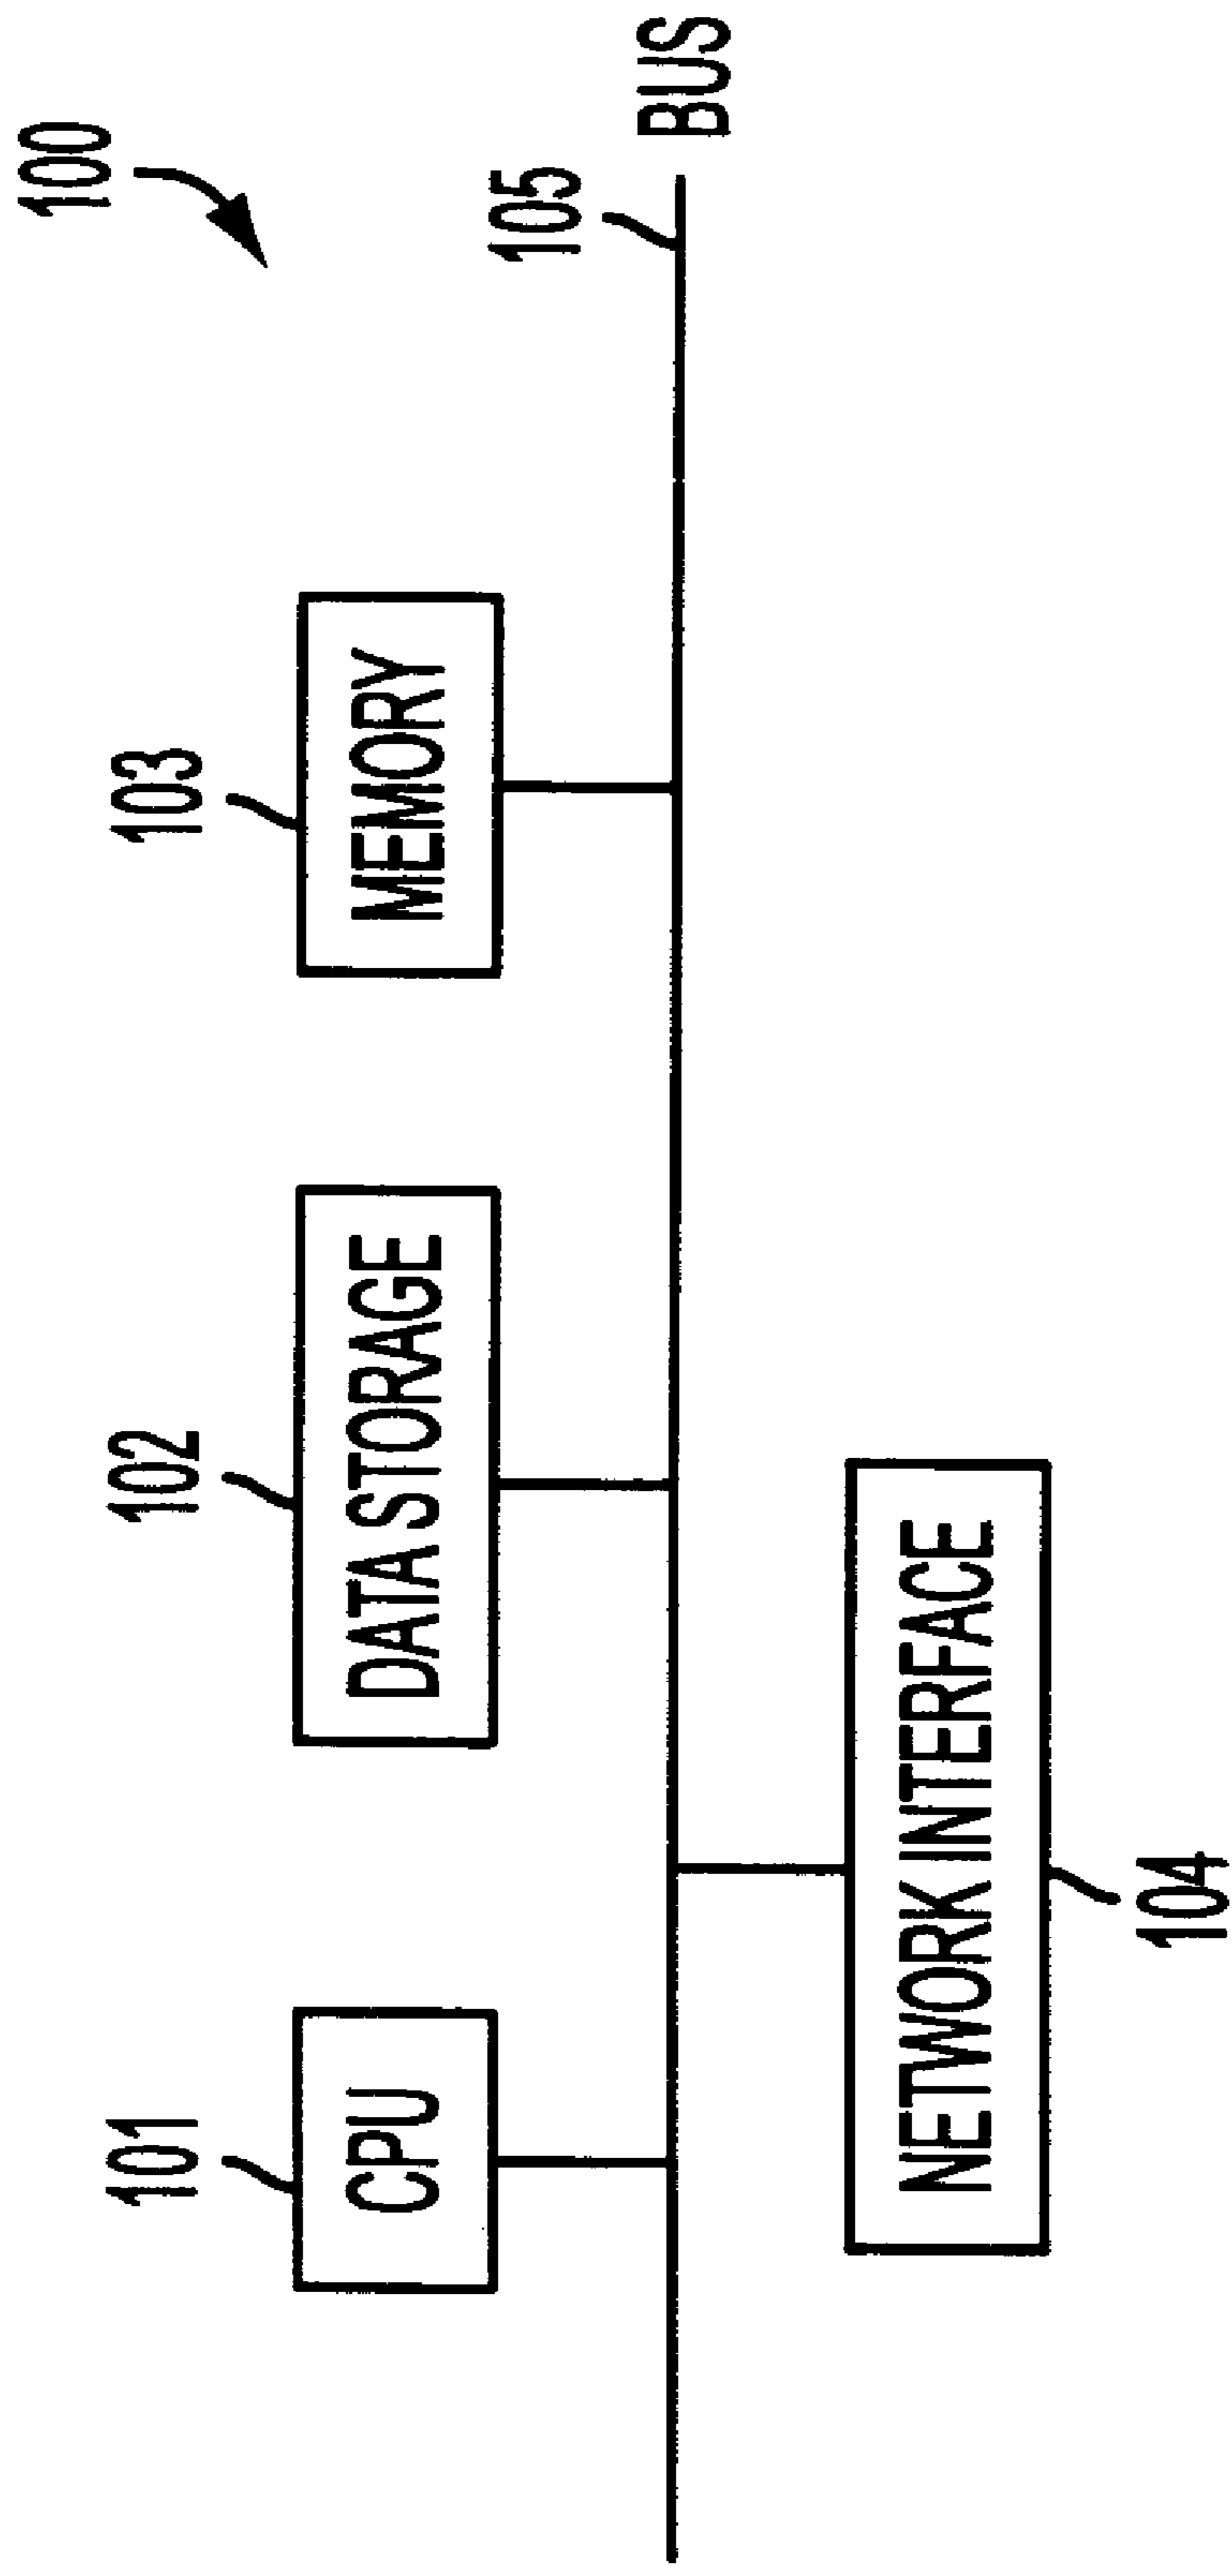 100
101
CPU
102
DATA STORAGE
103
MEMORY
105
BUS
NETWORK INTERFACE
104